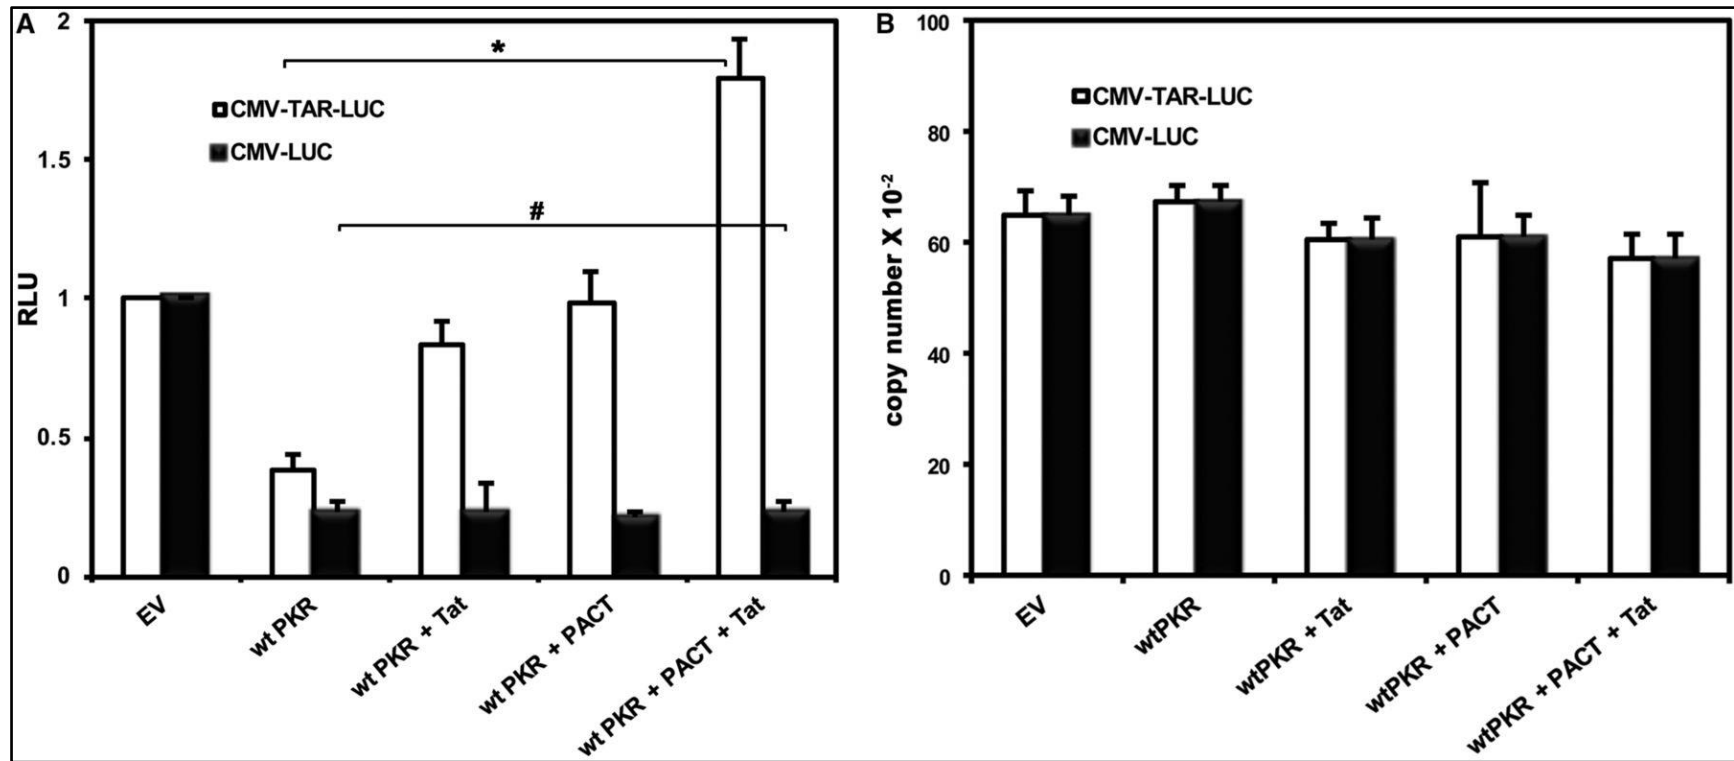 A
2
1.5
1
0.5
0
RLU
*
CMV-TAR-LUC
CMV-LUC
#
EV
wt PKR
wt PKR + Tat
wt PKR + PACT
wt PKR + PACT + Tat
B
100
80
60
40
20
0
copy number X 10-2
CMV-TAR-LUC
CMV-LUC
EV
wtPKR
wtPKR + Tat
wtPKR + PACT
wtPKR + PACT + Tat